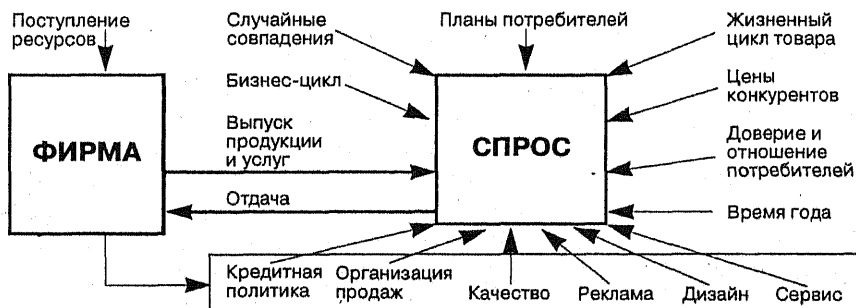 Поступление
ресурсов
Случайные
совпадения
Планы потребителей
Жизненный
цикл товара
Бизнес-цикл
Цены
конкурентов
ФИРМА
Выпуск
продукции
и услуг
СПРОС
Доверие и
отношение
потребителей
Отдача
Время года
Кредитная
политика
Организация
продаж
Качество
Реклама
Дизайн
Сервис